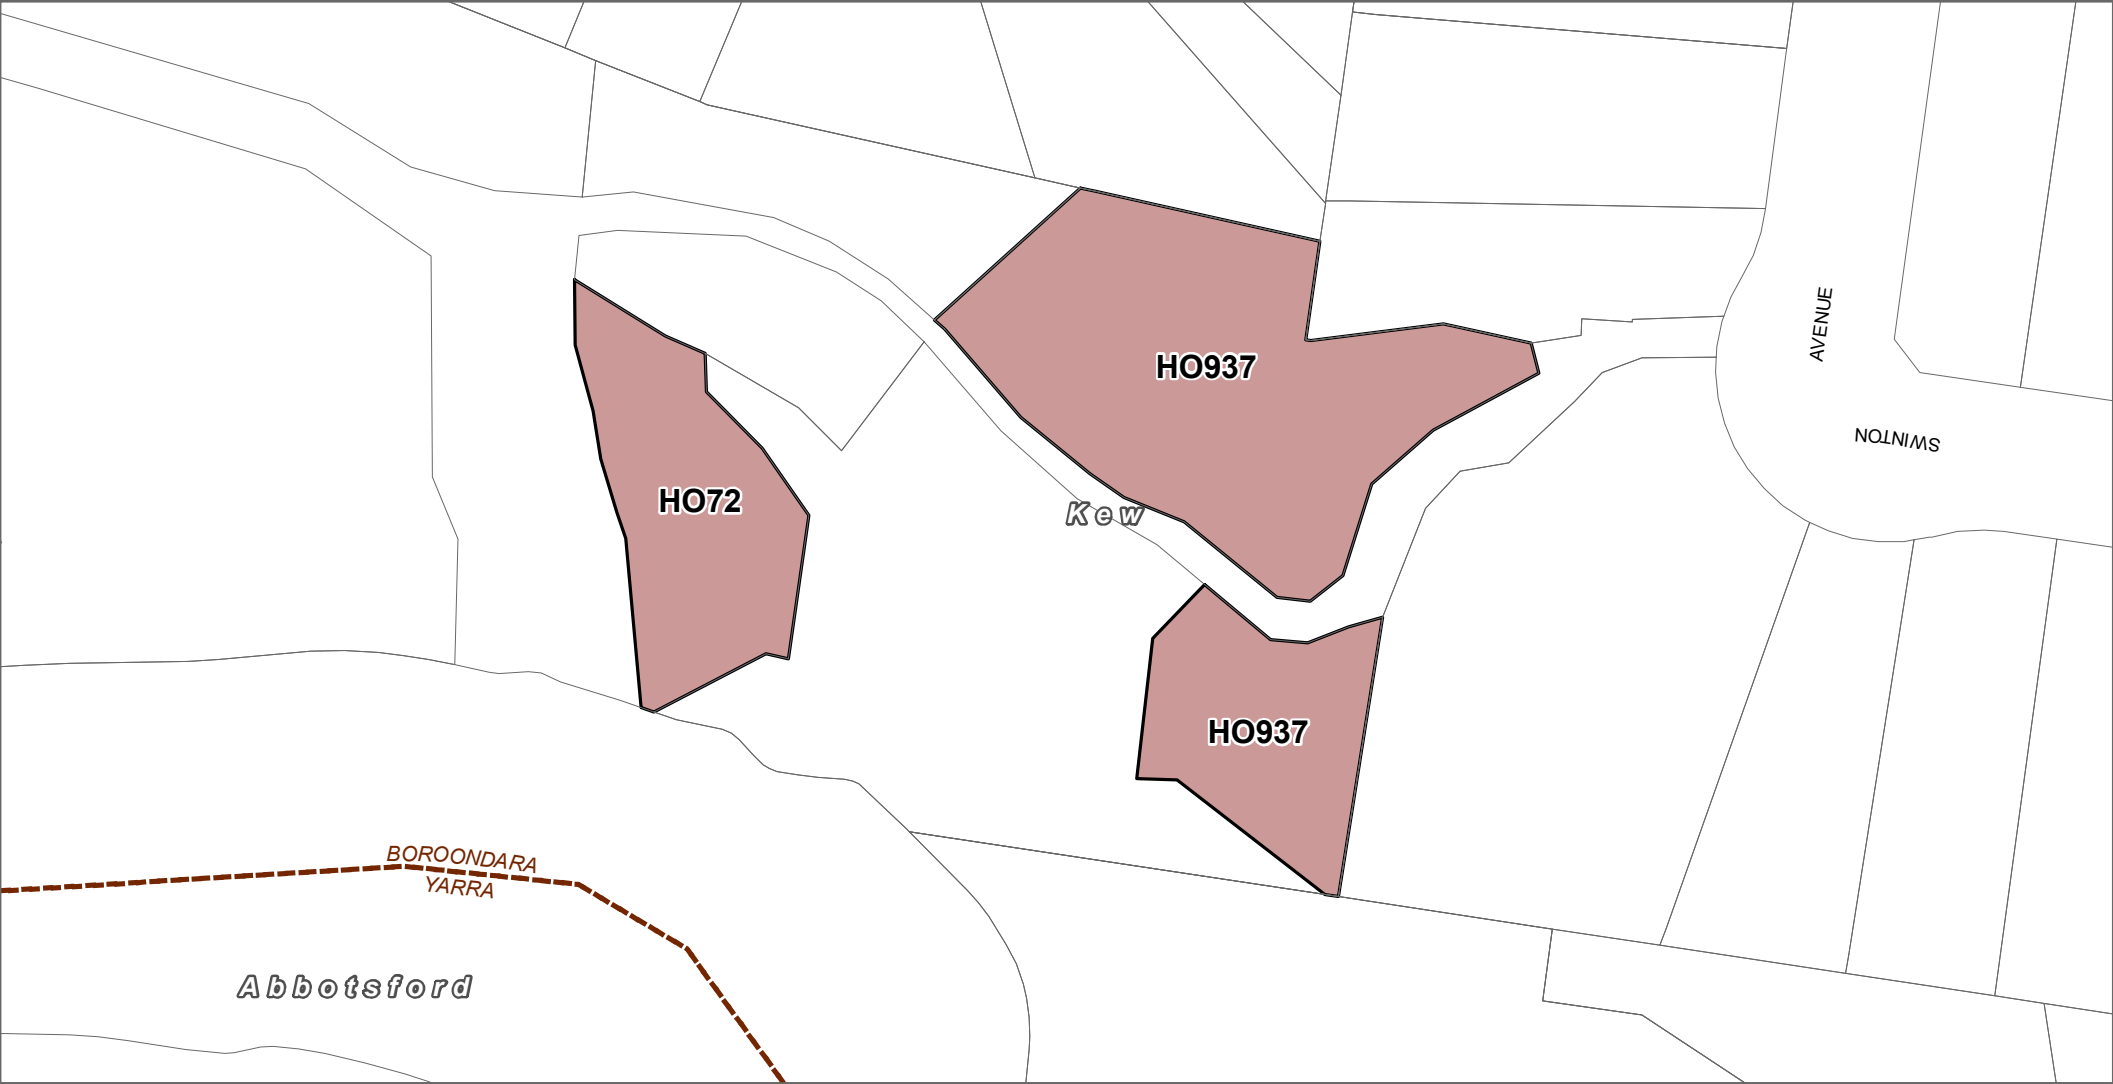 AVENUE
HO937
SWINTON
HO72
Kew
HO937
BOROONDARA
YARRA
Abbotsford